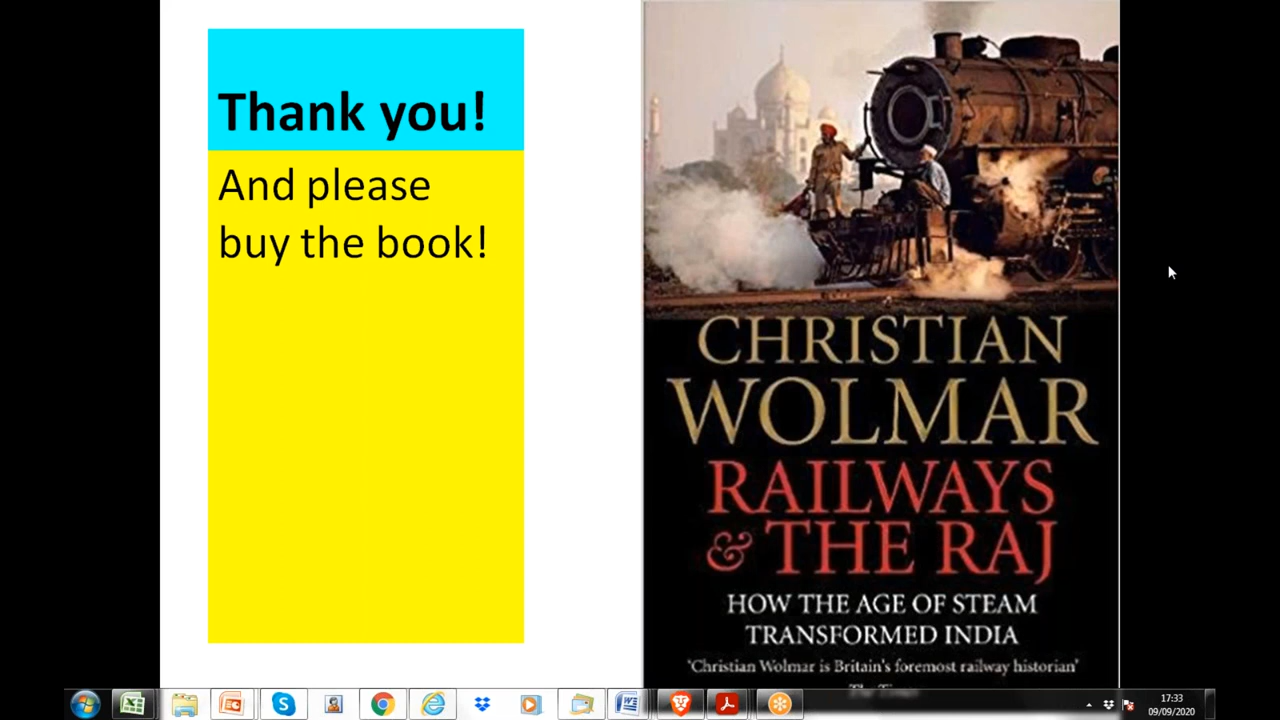 Thank you!
And please
buy the book!
CHRISTIAN
WOLMAR
RAILWAYS
& THE RAJ
HOW THE AGE OF STEAM
TRANSFORMED INDIA
'Christian Wolmar is Britain's foremost railway historian'
17:33
09/09/2020